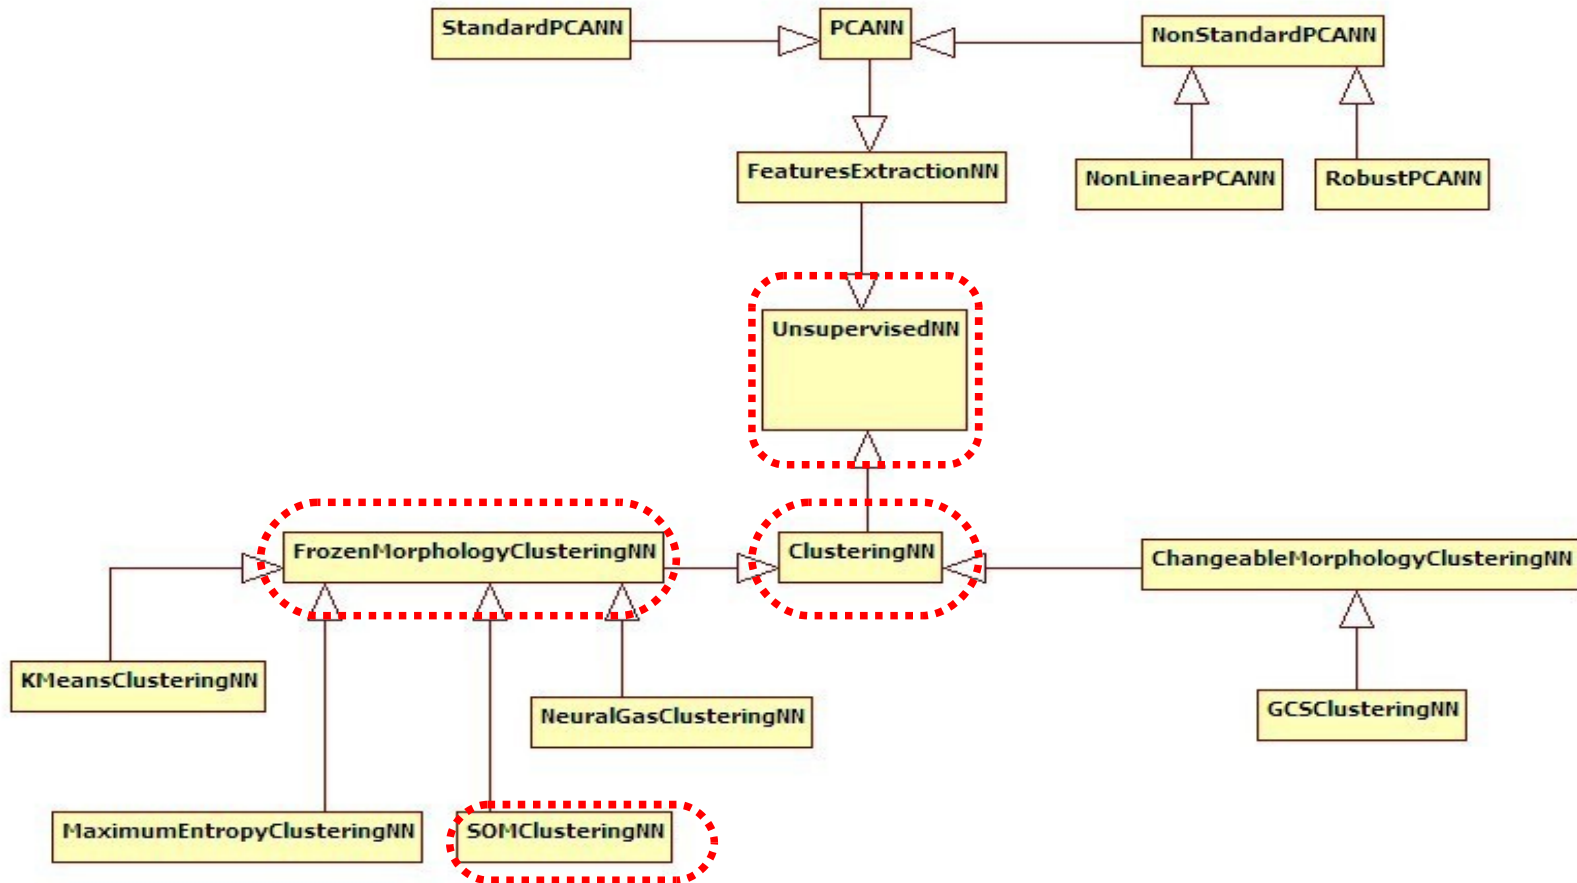 StandardPCANN
PCANN
NonStandardPCANN
FeaturesExtractionNN
NonLinearPCANN
RobustPCANN
UnsupervisedNN
FrozenMorphologyClusteringNN
ClusteringNN
ChangeableMorphologyClusteringNN
KMeansClusteringNN
NeuralGasClusteringNN
GCSClusteringNN
MaximumEntropyClusteringNN
SOMClusteringNN